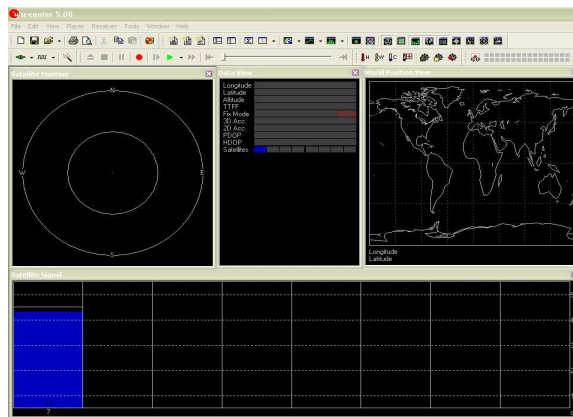 u-center 5.08
File Edit View Player Receiver Tools Window Help
Satellite Position
N
W
E
S
Data View
Longitude
Latitude
Altitude
TTFF
Fix Mode
3D Acc.
2D Acc.
PDOP
HDOP
Satellites
World Position View
Longitude
Latitude
Satellite Signal
7